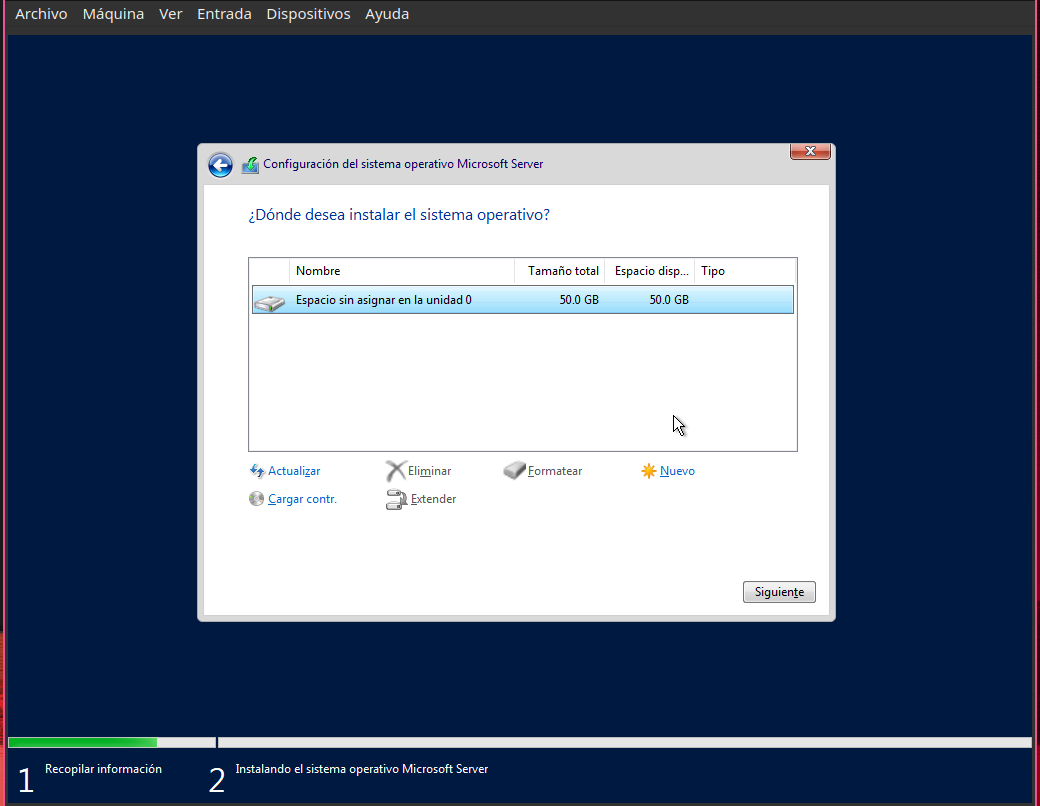 Archivo Máquina Ver Entrada Dispositivos Ayuda
Configuración del sistema operativo Microsoft Server
¿Dónde desea instalar el sistema operativo?
Nombre Tamaño total Espacio disp... Tipo
Espacio sin asignar en la unidad 0 50.0 GB 50.0 GB
Actualizar Eliminar Formatear Nuevo
Cargar contr. Extender
Siguiente
1 Recopilar información 2 Instalando el sistema operativo Microsoft Server